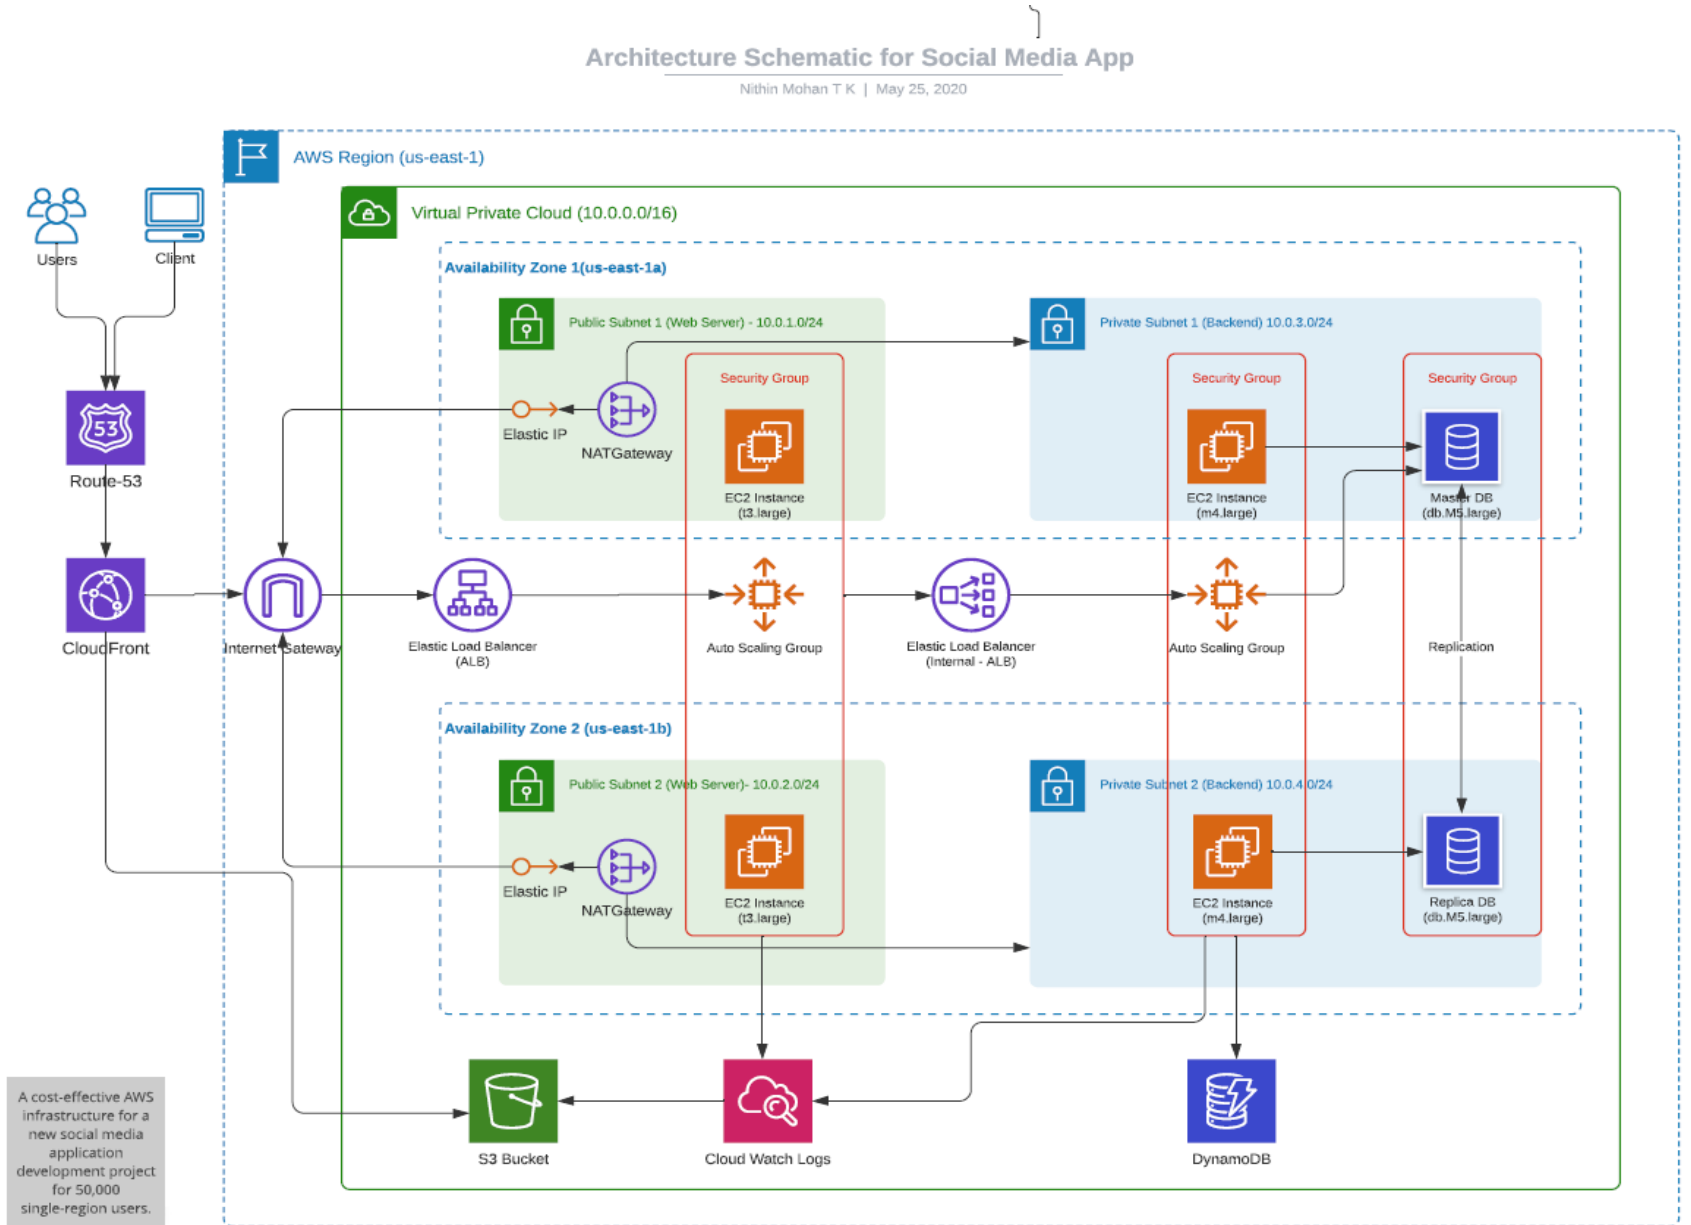 Architecture Schematic for Social Media App
Nithin Mohan T K | May 25, 2020
AWS Region (us-east-1)
Virtual Private Cloud (10.0.0.0/16)
Users
Client
Availability Zone 1(us-east-1a)
Public Subnet 1 (Web Server) - 10.0.1.0/24
Private Subnet 1 (Backend) 10.0.3.0/24
Security Group
Security Group
Security Group
53
Route-53
Elastic IP
NATGateway
EC2 Instance
(t3.large)
EC2 Instance
(m4.large)
Master DB
(db.M5.large)
CloudFront
Internet Gateway
Elastic Load Balancer
(ALB)
Auto Scaling Group
Elastic Load Balancer
(Internal - ALB)
Auto Scaling Group
Replication
Availability Zone 2 (us-east-1b)
Public Subnet 2 (Web Server)- 10.0.2.0/24
Private Subnet 2 (Backend) 10.0.4.0/24
Elastic IP
NATGateway
EC2 Instance
(t3.large)
EC2 Instance
(m4.large)
Replica DB
(db.M5.large)
S3 Bucket
Cloud Watch Logs
DynamoDB
A cost-effective AWS
infrastructure for a
new social media
application
development project
for 50,000
single-region users.